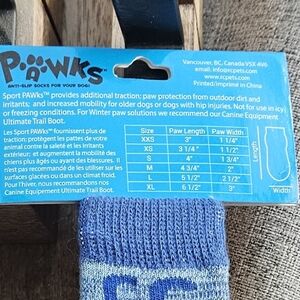 PAWKS
ANTI-SLIP SOCKS FOR YOUR DOG!
Vancouver, BC, Canada V5X 4V6
email: info@rcpets.com
www.rcpets.com
Printed/imprimé in China
Sport PAWks™ provides additional traction; paw protection from outdoor dirt and
irritants; and increased mobility for older dogs or dogs with hip injuries. Not for use in icy
or flooring. For Winter paw solutions we recommend our Canine Equipment
Ultimate Trail Boot.
Les Sport PAWks™ fournissent plus de
traction; protègent les pattes de votre
animal contre la saleté et les irritants
extérieur; et augmentent la mobilité des
chiens plus âgés ou ayant des blessures. Il
n'est pas recommandé de les utiliser sur les
surfaces glacées ou dans un climat froid.
Pour l'hiver, nous recommandons nos
Canine Equipment Ultimate Trail Boot.
Size Paw Length Paw Width
XXS 3" 1 1/4"
XS 3 1/4" 1 1/2"
S 4" 1 3/4"
M 4 3/4" 2"
L 5 1/2" 2 1/2"
XL 6 1/2" 3"
Length
Width